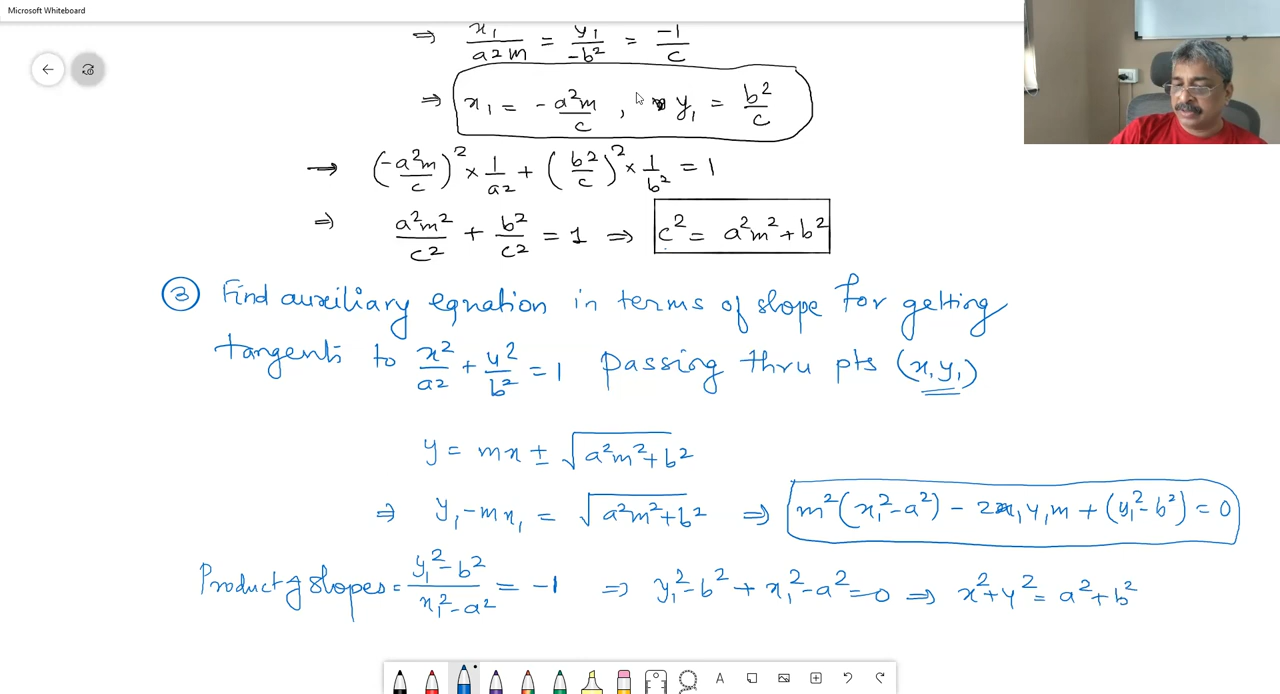 Microsoft Whiteboard
⇒ x₁/a2m = y₁/-b² = -1/c
⇒ x₁ = -a²m/c , y₁ = b²/c
→ (-a²m/c)² × 1/a2 + (b2/c)² × 1/b² = 1
⇒ a²m²/c² + b²/c² = 1 ⇒ c² = a²m² + b²
③ Find auxiliary equation in terms of slope for getting
tangents to x²/a2 + y²/b² = 1 passing thru pts (x,y₁)
y = mx ± √a²m²+b²
⇒ y₁-mx₁ = √a²m²+b² ⇒ m²(x₁²-a²) - 2x₁y₁m + (y₁²-b²) = 0
Product of slopes = y₁²-b²/x₁²-a² = -1 ⇒ y₁²-b² + x₁²-a² = 0 ⇒ x²+y² = a²+b²
A